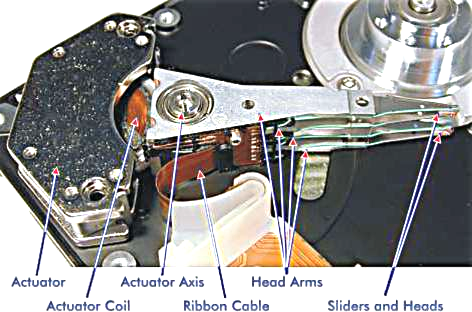 Actuator
Actuator Axis
Head Arms
Actuator Coil
Ribbon Cable
Sliders and Heads